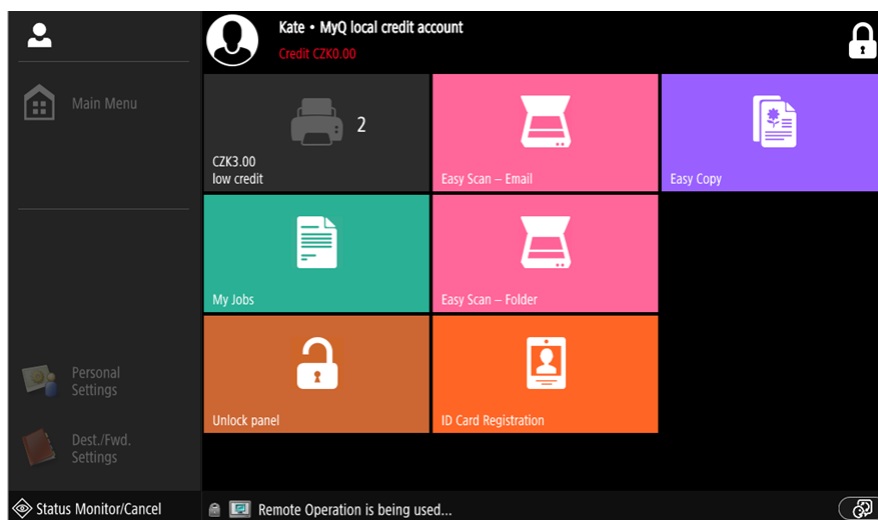 Kate • MyQ local credit account
Credit CZK0.00
Main Menu
2
CZK3.00
low credit
Easy Scan – Email
Easy Copy
My Jobs
Easy Scan – Folder
Personal
Settings
Unlock panel
ID Card Registration
Dest./Fwd.
Settings
Status Monitor/Cancel
Remote Operation is being used...